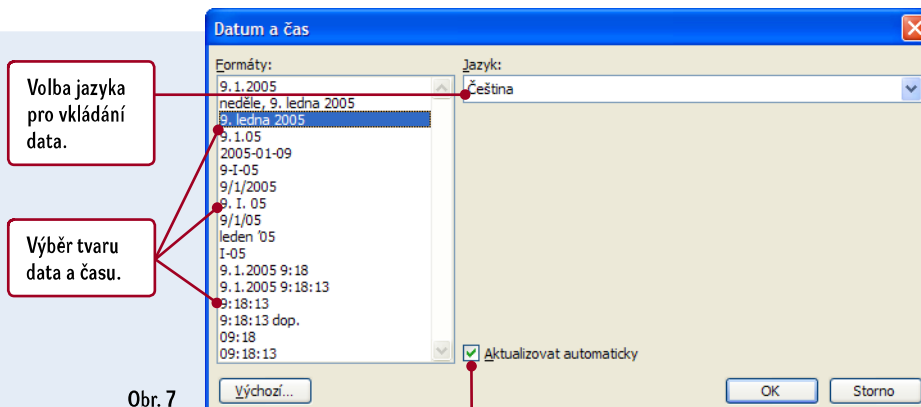 Datum a čas
Formáty:
Jazyk:
Volba jazyka
pro vkládání
data.
Čeština
9.1.2005
neděle, 9. ledna 2005
9. ledna 2005
9.1.05
2005-01-09
9-I-05
9/1/2005
9. I. 05
9/1/05
leden '05
I-05
9.1.2005 9:18
9.1.2005 9:18:13
9:18:13
9:18:13 dop.
09:18
09:18:13
Výběr tvaru
data a času.
Aktualizovat automaticky
Obr. 7
Výchozí...
OK
Storno